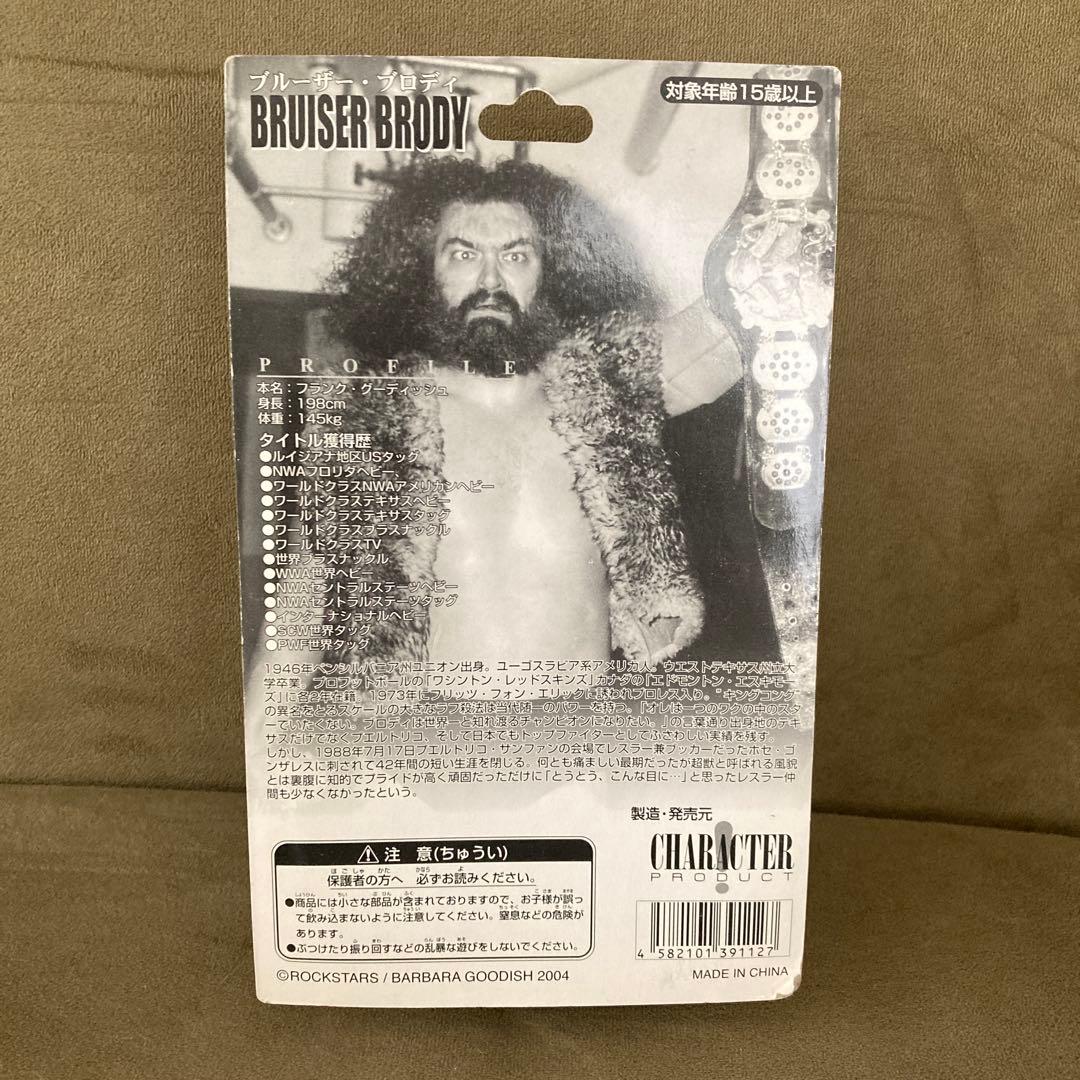 ブルーザー・ブロディ
BRUISER BRODY
対象年齢15歳以上
PROFILE
本名：フランク・グーディッシュ
身長：198cm
体重：145kg
タイトル獲得歴
●ルイジアナ地区USタッグ
●NWAフロリダヘビー、
●ワールドクラスNWAアメリカンヘビー
●ワールドクラステキサスヘビー
●ワールドクラステキサスタッグ
●ワールドクラスブラスナックル
●ワールドクラスTV
●世界ブラスナックル
●WWA世界ヘビー
●NWAセントラルステーツヘビー
●NWAセントラルステーツタッグ
●インターナショナルヘビー
●SCW世界タッグ
●PWF世界タッグ
1946年ペンシルバニア州ユニオン出身。ユーゴスラビア系アメリカ人。ウエストテキサス州立大
学卒業。プロフットボールの「ワシントン・レッドスキンズ」カナダの「エドモントン・エスキモー
ズ」に各2年在籍。1973年にフリッツ・フォン・エリックに誘われプロレス入り。“キングコング”
の異名をとるスケールの大きなラフ殺法は当代随一のパワーを持つ。「オレは一つのワクの中のスタ
ーでいたくない。ブロディは世界一と知れ渡るチャンピオンになりたい。」の言葉通り出身地のテキ
サスだけでなくプエルトリコ、そして日本でもトップファイターとしてふさわしい実績を残す。
しかし、1988年7月17日プエルトリコ・サンファンの会場でレスラー兼ブッカーだったホセ・ゴ
ンザレスに刺されて42年間の短い生涯を閉じる。何とも痛ましい最期だったが超獣と呼ばれる風貌
とは裏腹に知的でプライドが高く頑固だっただけに「とうとう、こんな目に…」と思ったレスラー仲
間も少なくなかったという。
製造・発売元
CHARACTER
PRODUCT
⚠注 意(ちゅうい)
保護者の方へ 必ずお読みください。
●商品には小さな部品が含まれておりますので、お子様が誤っ
て飲み込まないように注意してください。窒息などの危険が
あります。
●ぶつけたり振り回すなどの乱暴な遊びをしないでください。
4 582101 391127
©ROCKSTARS / BARBARA GOODISH 2004
MADE IN CHINA